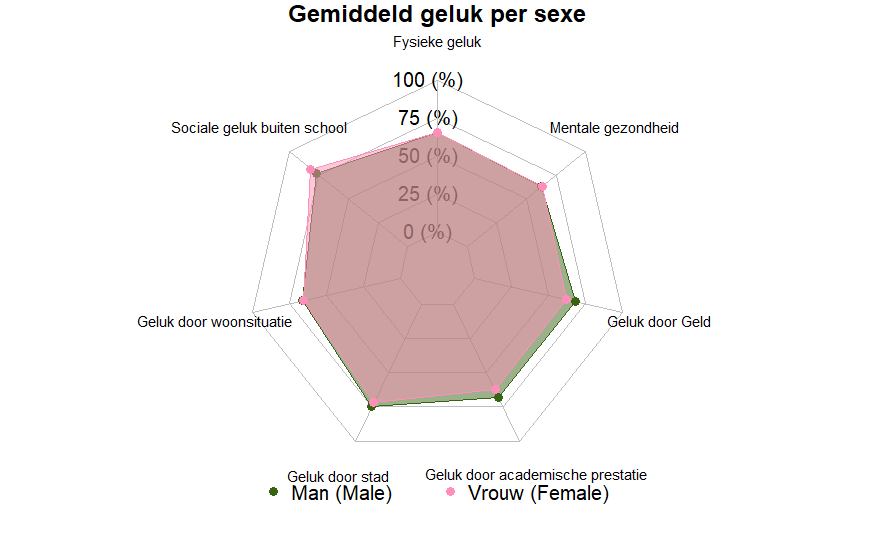 Gemiddeld geluk per sexe
Fysieke geluk
100 (%)
75 (%)
50 (%)
25 (%)
0 (%)
Sociale geluk buiten school
Mentale gezondheid
Geluk door woonsituatie
Geluk door Geld
Geluk door stad
Geluk door academische prestatie
Man (Male)
Vrouw (Female)